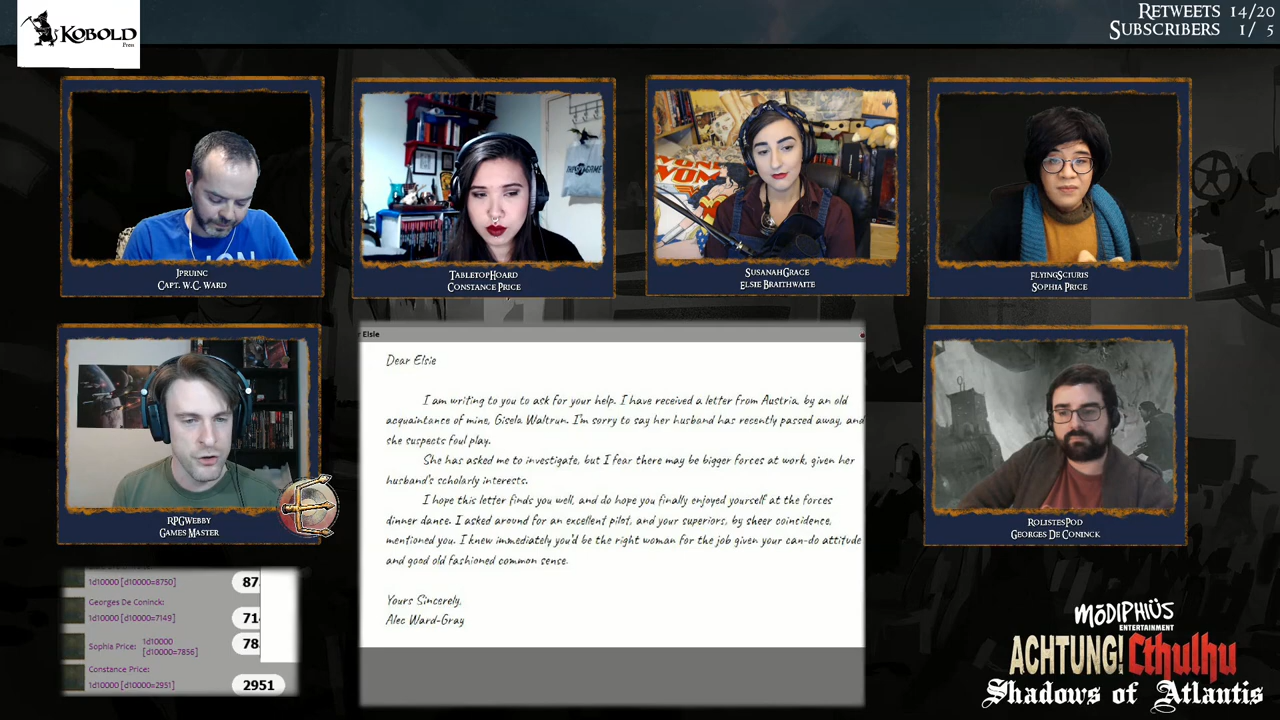 KOBOLD
Press
RETWEETS 14/20
SUBSCRIBERS 1/ 5
JPRUINC
CAPT. W.C. WARD
TABLETOPHOARD
CONSTANCE PRICE
SUSANAHGRACE
ELSIE BRAITHWAITE
FLYINGSCIURIS
SOPHIA PRICE
RPGWEBBY
GAMES MASTER
Elsie
Dear Elsie
I am writing to you to ask for your help. I have received a letter from Austria, by an old
acquaintance of mine, Gisela Waltrun. I'm sorry to say her husband has recently passed away, and
she suspects foul play.
She has asked me to investigate, but I fear there may be bigger forces at work, given her
husband's scholarly interests.
I hope this letter finds you well, and do hope you finally enjoyed yourself at the forces
dinner dance. I asked around for an excellent pilot, and your superiors, by sheer coincidence,
mentioned you. I knew immediately you'd be the right woman for the job given your can-do attitude
and good old fashioned common sense.
Yours Sincerely,
Alec Ward-Gray
ROLISTESPOD
GEORGES DE CONINCK
1d10000 [d10000=8750]
87
Georges De Coninck:
1d10000 [d10000=7149]
71
Sophia Price: 1d10000
[d10000=7856]
78
Constance Price:
1d10000 [d10000=2951]
2951
MÖDIPHIÜS
ENTERTAINMENT
ACHTUNG! Cthulhu
Shadows of Atlantis